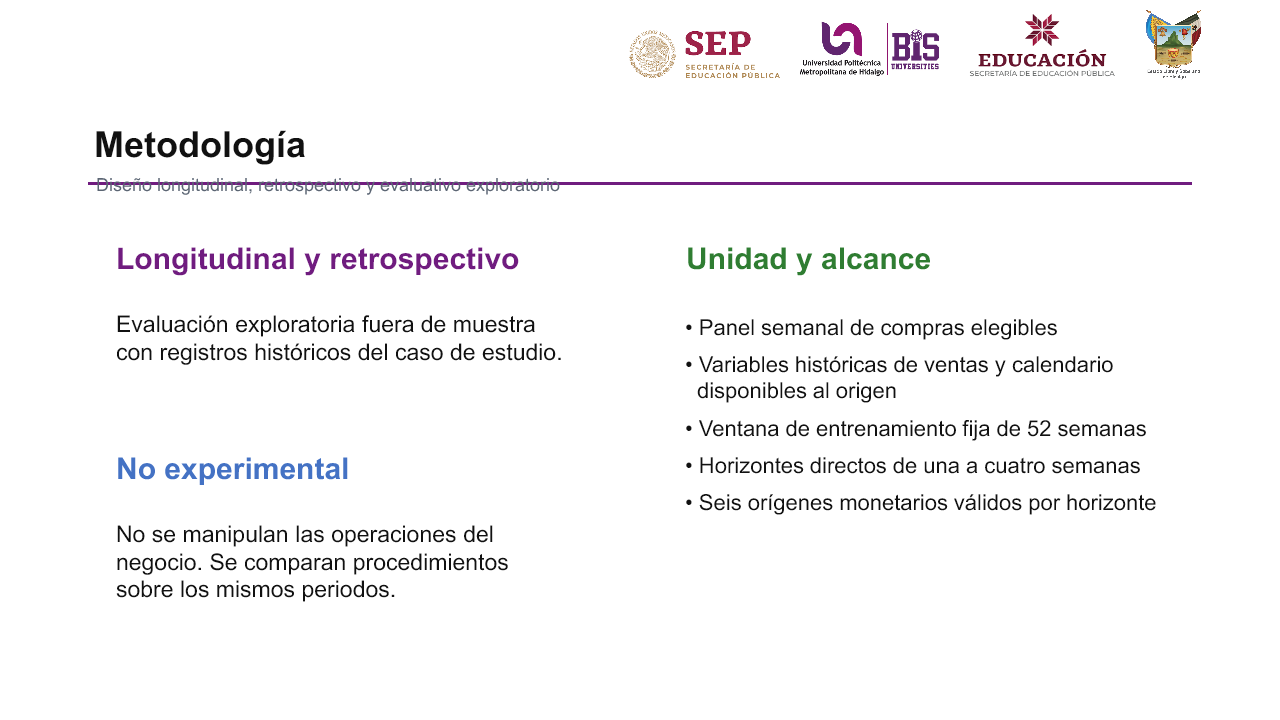 SEP
SECRETARÍA DE
EDUCACIÓN PÚBLICA
Universidad Politécnica
Metropolitana de Hidalgo
BIS
UNIVERSITIES
EDUCACIÓN
SECRETARÍA DE EDUCACIÓN PÚBLICA
Metodología
Diseño longitudinal, retrospectivo y evaluativo exploratorio
Longitudinal y retrospectivo
Evaluación exploratoria fuera de muestra
con registros históricos del caso de estudio.
No experimental
No se manipulan las operaciones del
negocio. Se comparan procedimientos
sobre los mismos periodos.
Unidad y alcance
• Panel semanal de compras elegibles
• Variables históricas de ventas y calendario
disponibles al origen
• Ventana de entrenamiento fija de 52 semanas
• Horizontes directos de una a cuatro semanas
• Seis orígenes monetarios válidos por horizonte